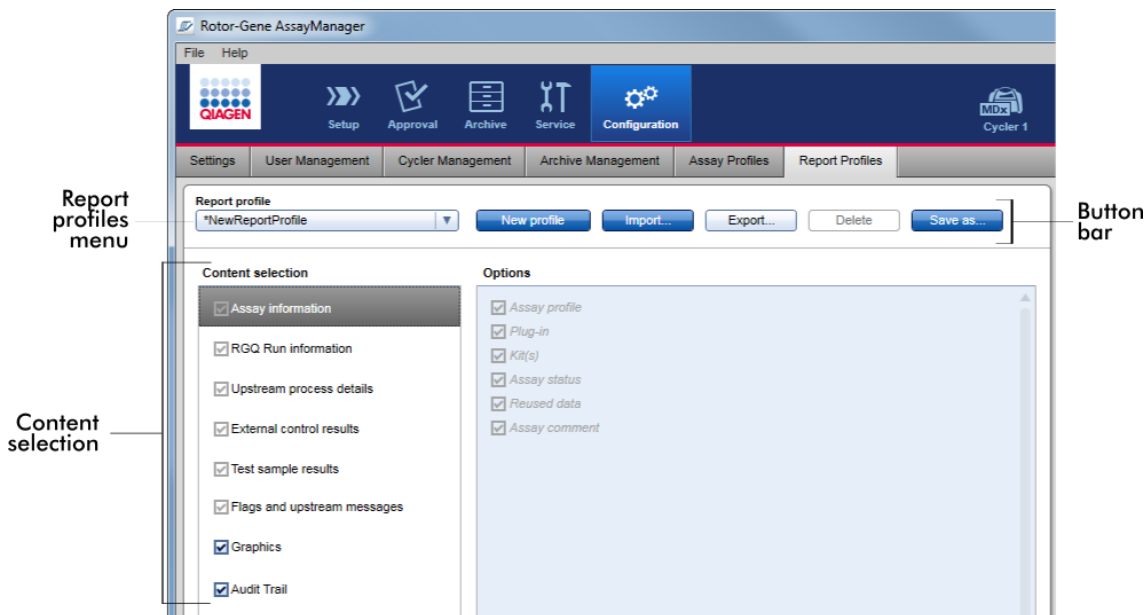 Rotor-Gene AssayManager
File Help
QIAGEN
Setup
Approval
Archive
Service
Configuration
MDx
Cycler 1
Settings
User Management
Cycler Management
Archive Management
Assay Profiles
Report Profiles
Report
profiles
menu
Report profile
*NewReportProfile
New profile
Import...
Export...
Delete
Save as...
Button
bar
Content selection
Assay information
RGQ Run information
Upstream process details
External control results
Test sample results
Flags and upstream messages
Graphics
Audit Trail
Content
selection
Options
Assay profile
Plug-in
Kit(s)
Assay status
Reused data
Assay comment